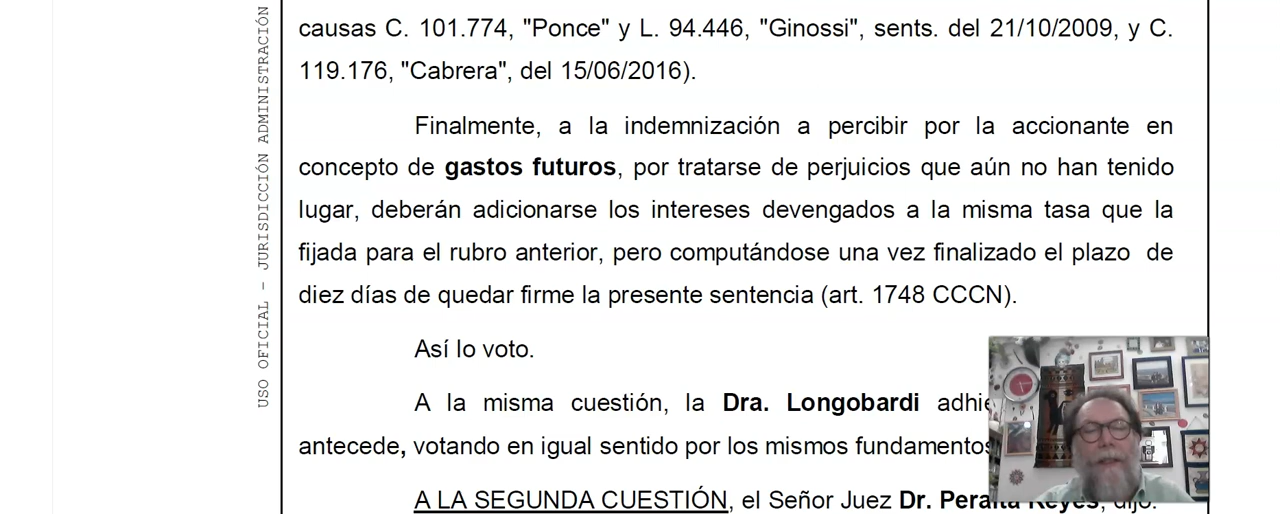 USO OFICIAL – JURISDICCIÓN ADMINISTRACIÓN
causas C. 101.774, "Ponce" y L. 94.446, "Ginossi", sents. del 21/10/2009, y C.
119.176, "Cabrera", del 15/06/2016).
Finalmente, a la indemnización a percibir por la accionante en
concepto de gastos futuros, por tratarse de perjuicios que aún no han tenido
lugar, deberán adicionarse los intereses devengados a la misma tasa que la
fijada para el rubro anterior, pero computándose una vez finalizado el plazo de
diez días de quedar firme la presente sentencia (art. 1748 CCCN).
Así lo voto.
A la misma cuestión, la Dra. Longobardi
antecede, votando en igual sentido por los mismos fundamentos
A LA SEGUNDA CUESTIÓN, el Señor Juez Dr. Peralta Reyes, dijo: